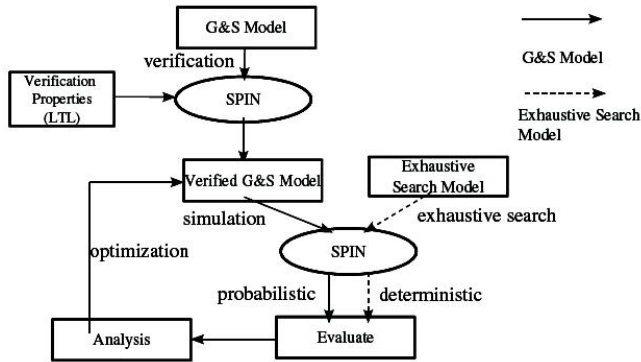 G&S Model
verification
Verification
Properties
(LTL)
SPIN
G&S Model
Exhaustive Search
Model
Verified G&S Model
Exhaustive
Search Model
simulation
exhaustive search
optimization
SPIN
probabilistic
deterministic
Analysis
Evaluate